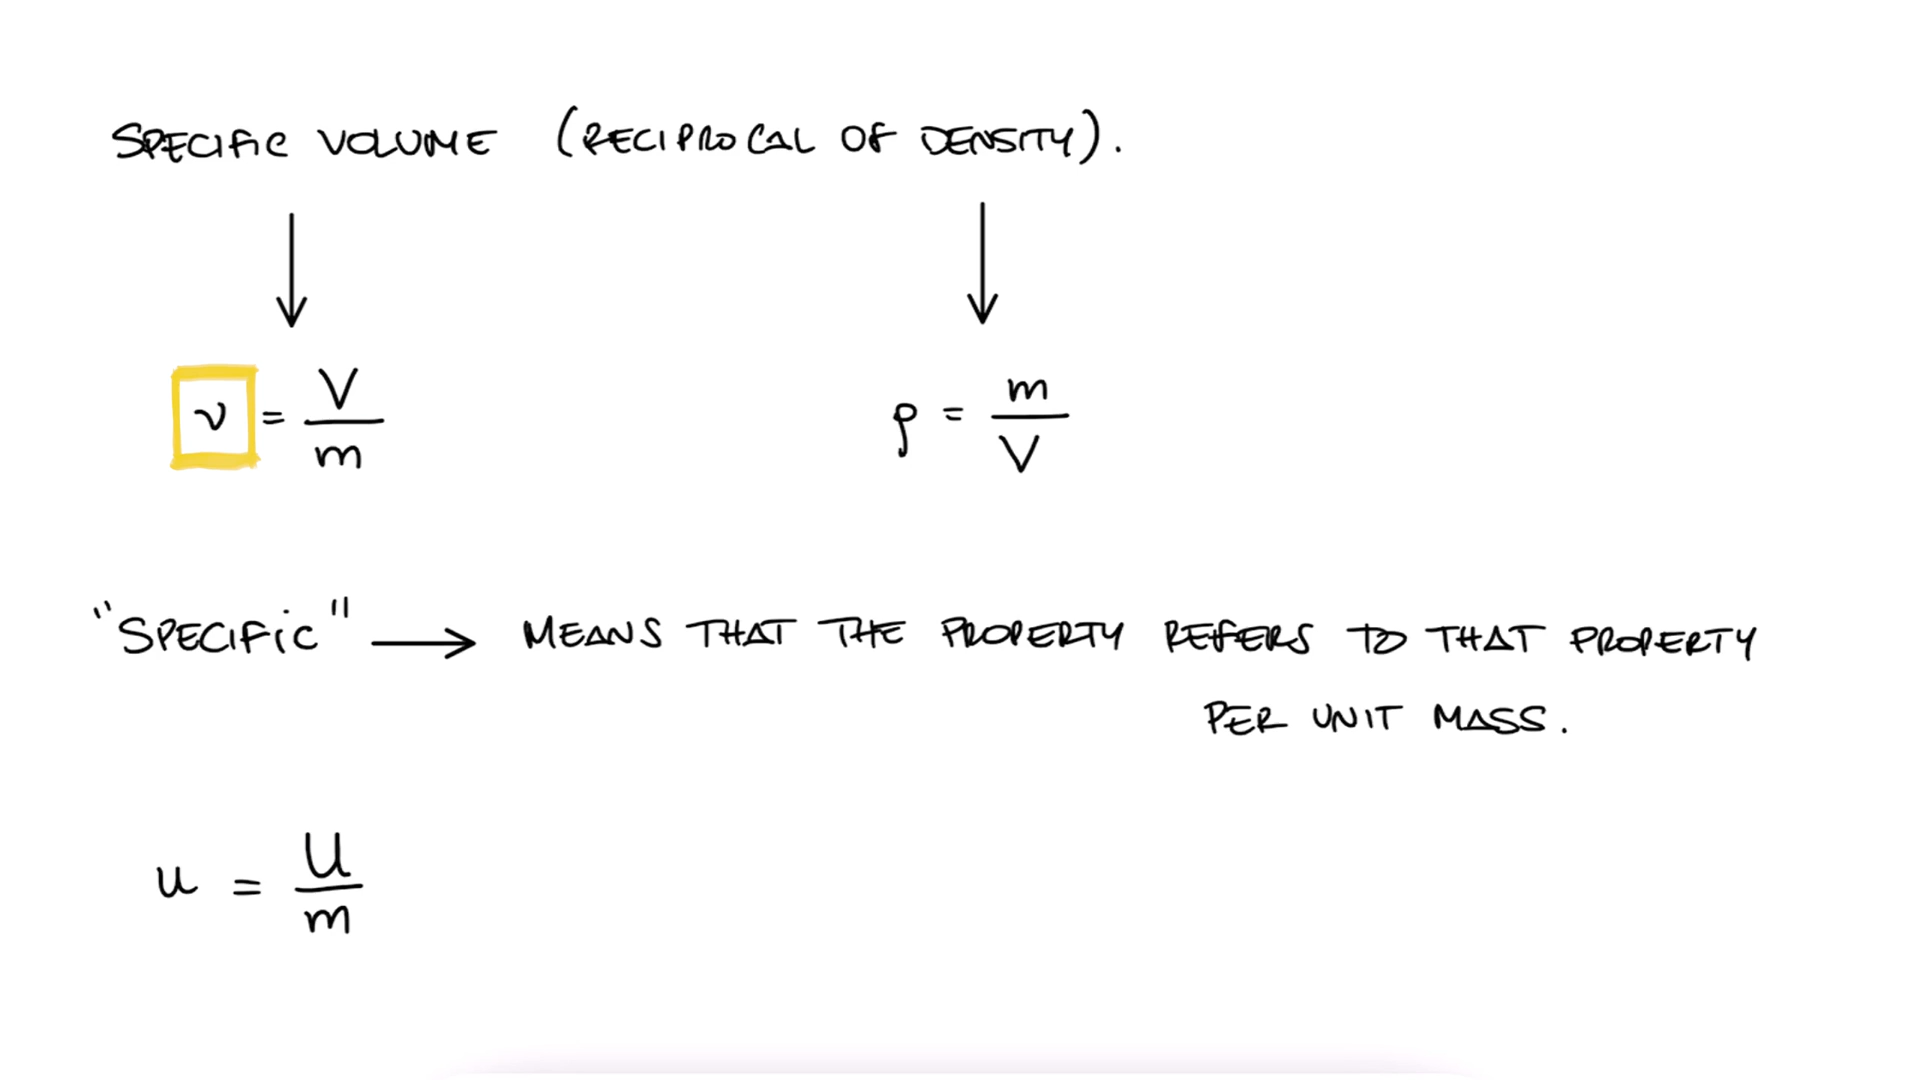 SPECIFIC VOLUME (RECIPROCAL OF DENSITY).
ν = V/m
ρ = m/V
"SPECIFIC" → MEANS THAT THE PROPERTY REFERS TO THAT PROPERTY
PER UNIT MASS.
u = U/m